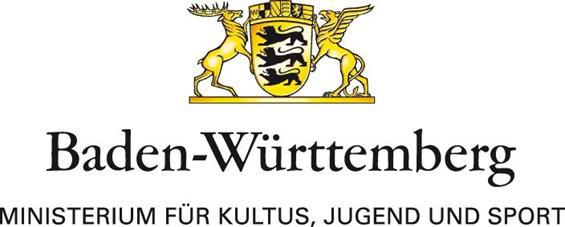 Baden-Württemberg
MINISTERIUM FÜR KULTUS, JUGEND UND SPORT